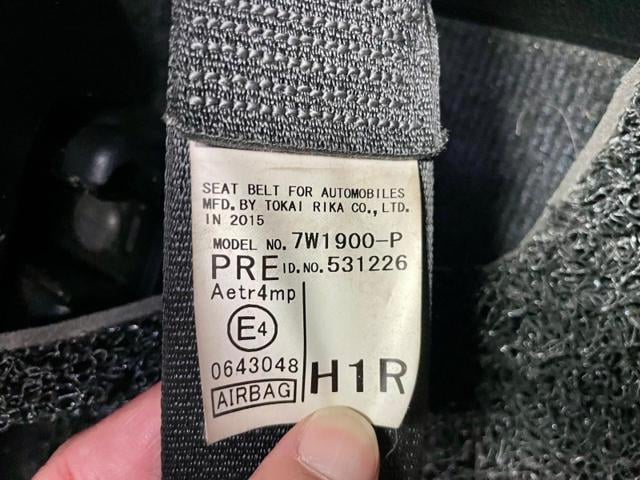 SEAT BELT FOR AUTOMOBILES
MFD. BY TOKAI RIKA CO., LTD.
IN 2015
MODEL NO. 7W1900-P
PRE ID.NO. 531226
Aetr4mp
E4
0643048
AIRBAG H1R